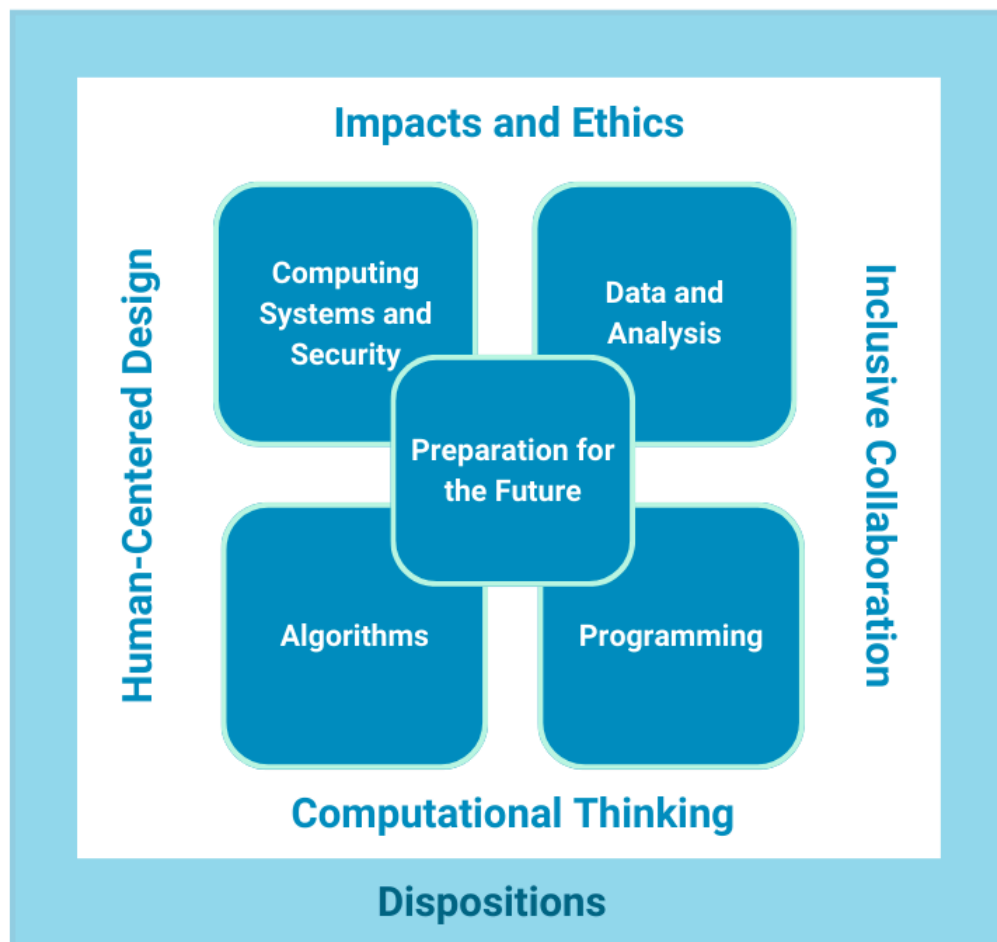 Impacts and Ethics
Human-Centered Design
Computing
Systems and
Security
Data and
Analysis
Inclusive Collaboration
Preparation for
the Future
Algorithms
Programming
Computational Thinking
Dispositions